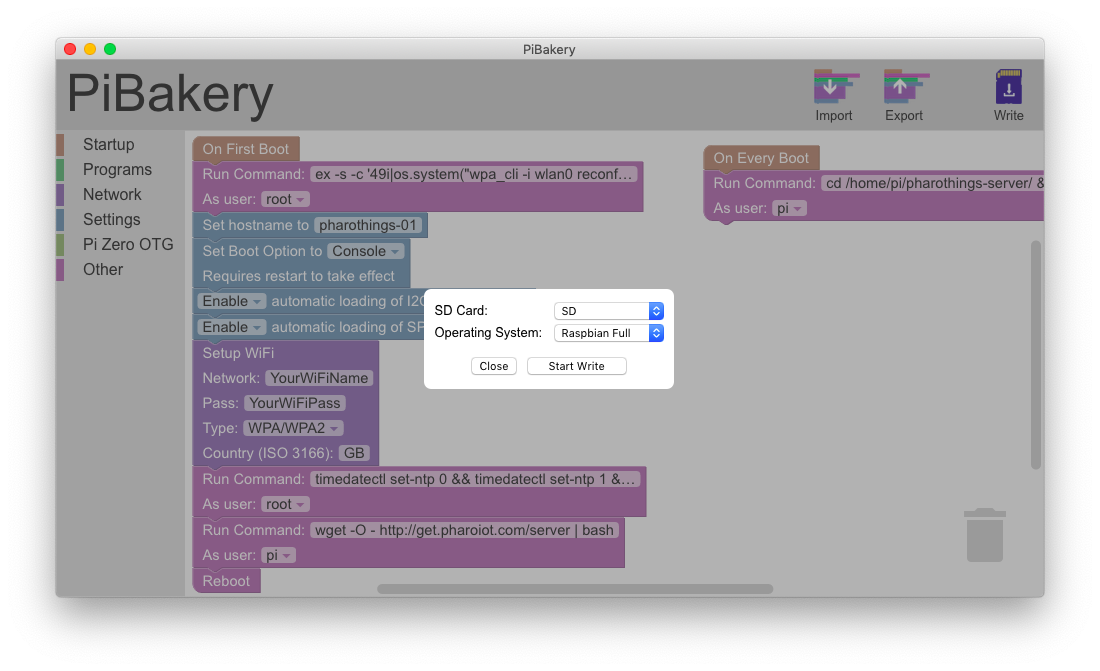 PiBakery
PiBakery
Import
Export
Write
Startup
Programs
Network
Settings
Pi Zero OTG
Other
On First Boot
Run Command: ex -s -c '49i|os.system("wpa_cli -i wlan0 reconf…
As user: root
Set hostname to pharothings-01
Set Boot Option to Console
Requires restart to take effect
Enable automatic loading of I2C
Enable automatic loading of SP
Setup WiFi
Network: YourWiFiName
Pass: YourWiFiPass
Type: WPA/WPA2
Country (ISO 3166): GB
Run Command: timedatectl set-ntp 0 && timedatectl set-ntp 1 &…
As user: root
Run Command: wget -O - http://get.pharoiot.com/server | bash
As user: pi
Reboot
On Every Boot
Run Command: cd /home/pi/pharothings-server/ &
As user: pi
SD Card: SD
Operating System: Raspbian Full
Close Start Write